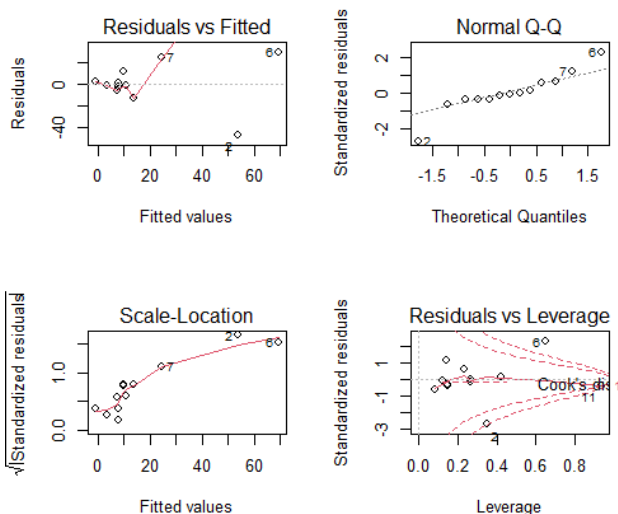 Residuals vs Fitted
Residuals
0
-40
6
7
2
0 20 40 60
Fitted values
Normal Q-Q
Standardized residuals
2
0
-2
6
7
2
-1.5 -0.5 0.5 1.5
Theoretical Quantiles
Scale-Location
√|Standardized residuals|
1.0
0.0
2
6
7
0 20 40 60
Fitted values
Residuals vs Leverage
Standardized residuals
1
-1
-3
6
Cook's dis
11
2
0.0 0.2 0.4 0.6 0.8
Leverage